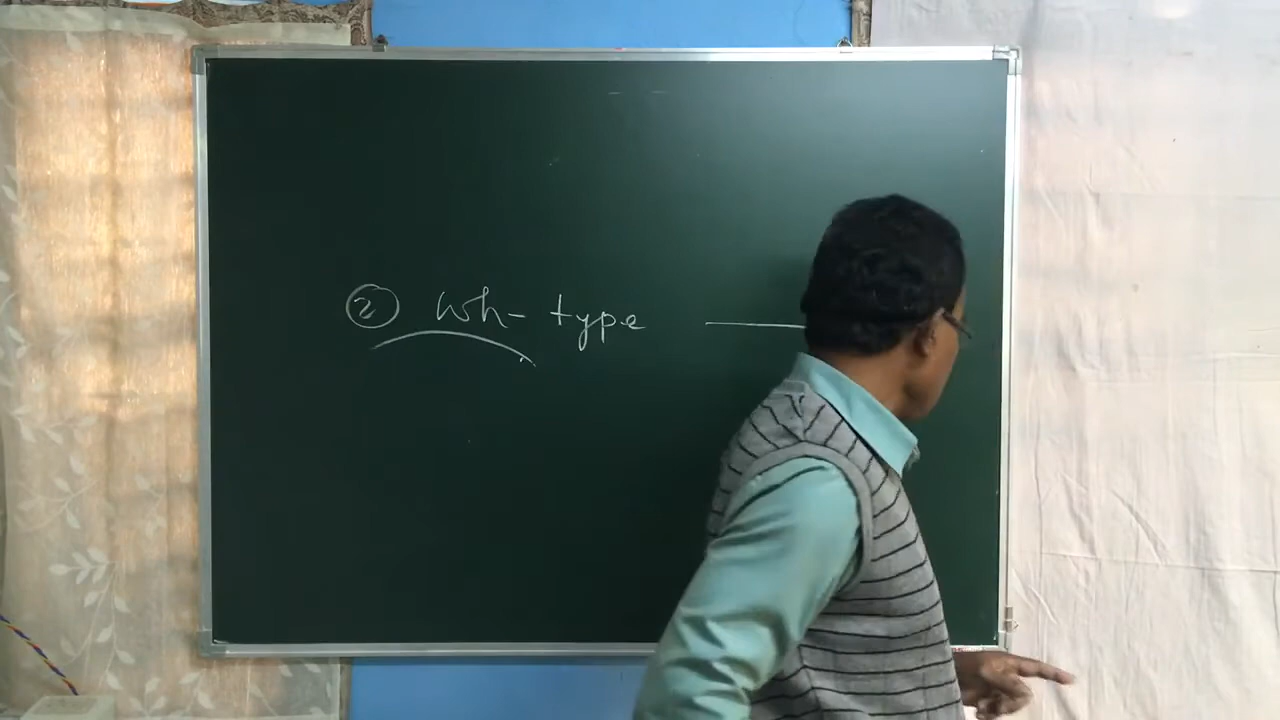 ② Wh- type —